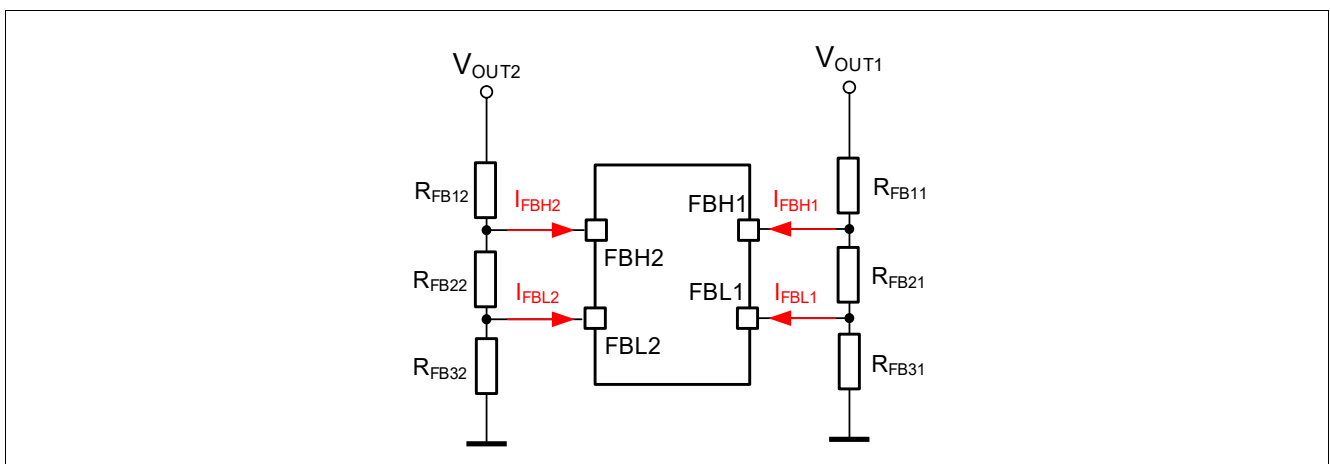 VOUT2
VOUT1
RFB12
IFBH2
FBH1
IFBH1
RFB11
FBH2
RFB22
IFBL2
FBL1
IFBL1
RFB21
FBL2
RFB32
RFB31